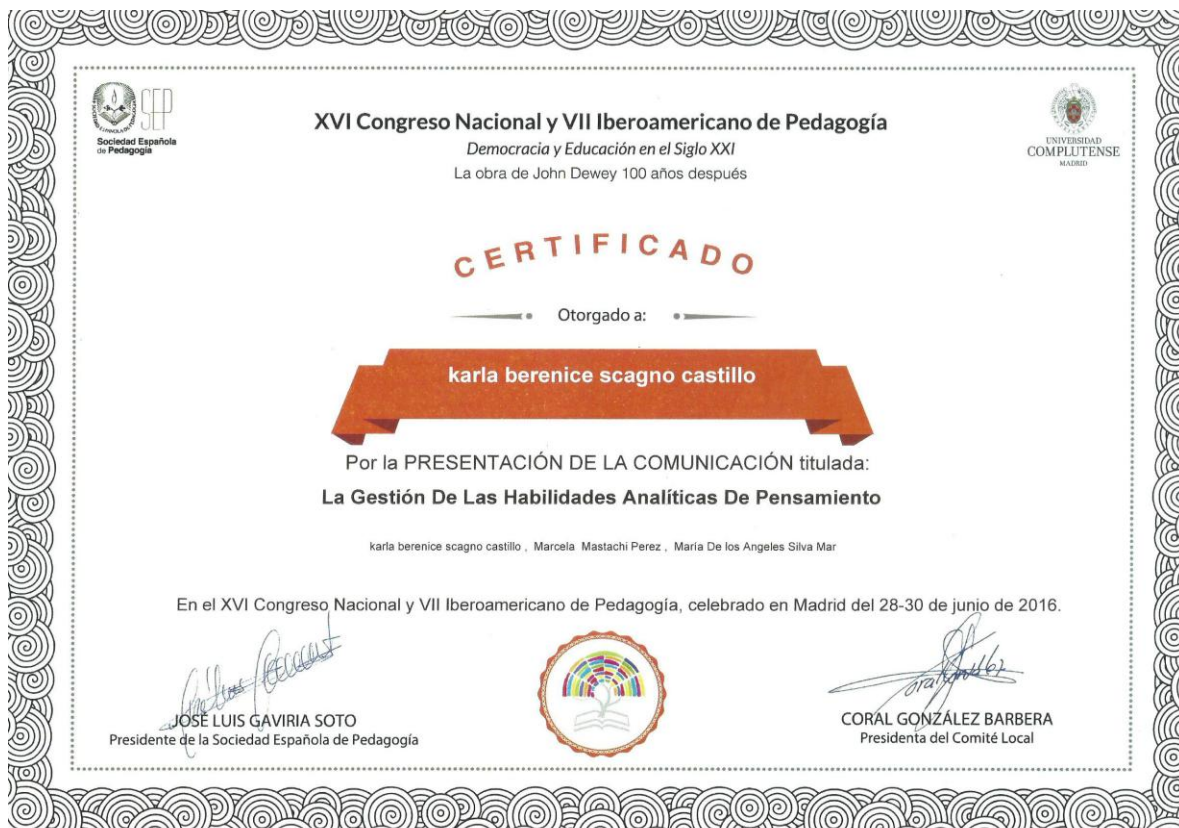 SEP
Sociedad Española
de Pedagogía
XVI Congreso Nacional y VII Iberoamericano de Pedagogía
Democracia y Educación en el Siglo XXI
La obra de John Dewey 100 años después
UNIVERSIDAD
COMPLUTENSE
MADRID
CERTIFICADO
Otorgado a:
karla berenice scagno castillo
Por la PRESENTACIÓN DE LA COMUNICACIÓN titulada:
La Gestión De Las Habilidades Analíticas De Pensamiento
karla berenice scagno castillo , Marcela Mastachi Perez , María De los Angeles Silva Mar
En el XVI Congreso Nacional y VII Iberoamericano de Pedagogía, celebrado en Madrid del 28-30 de junio de 2016.
JOSÉ LUIS GAVIRIA SOTO
Presidente de la Sociedad Española de Pedagogía
CORAL GONZÁLEZ BARBERA
Presidenta del Comité Local